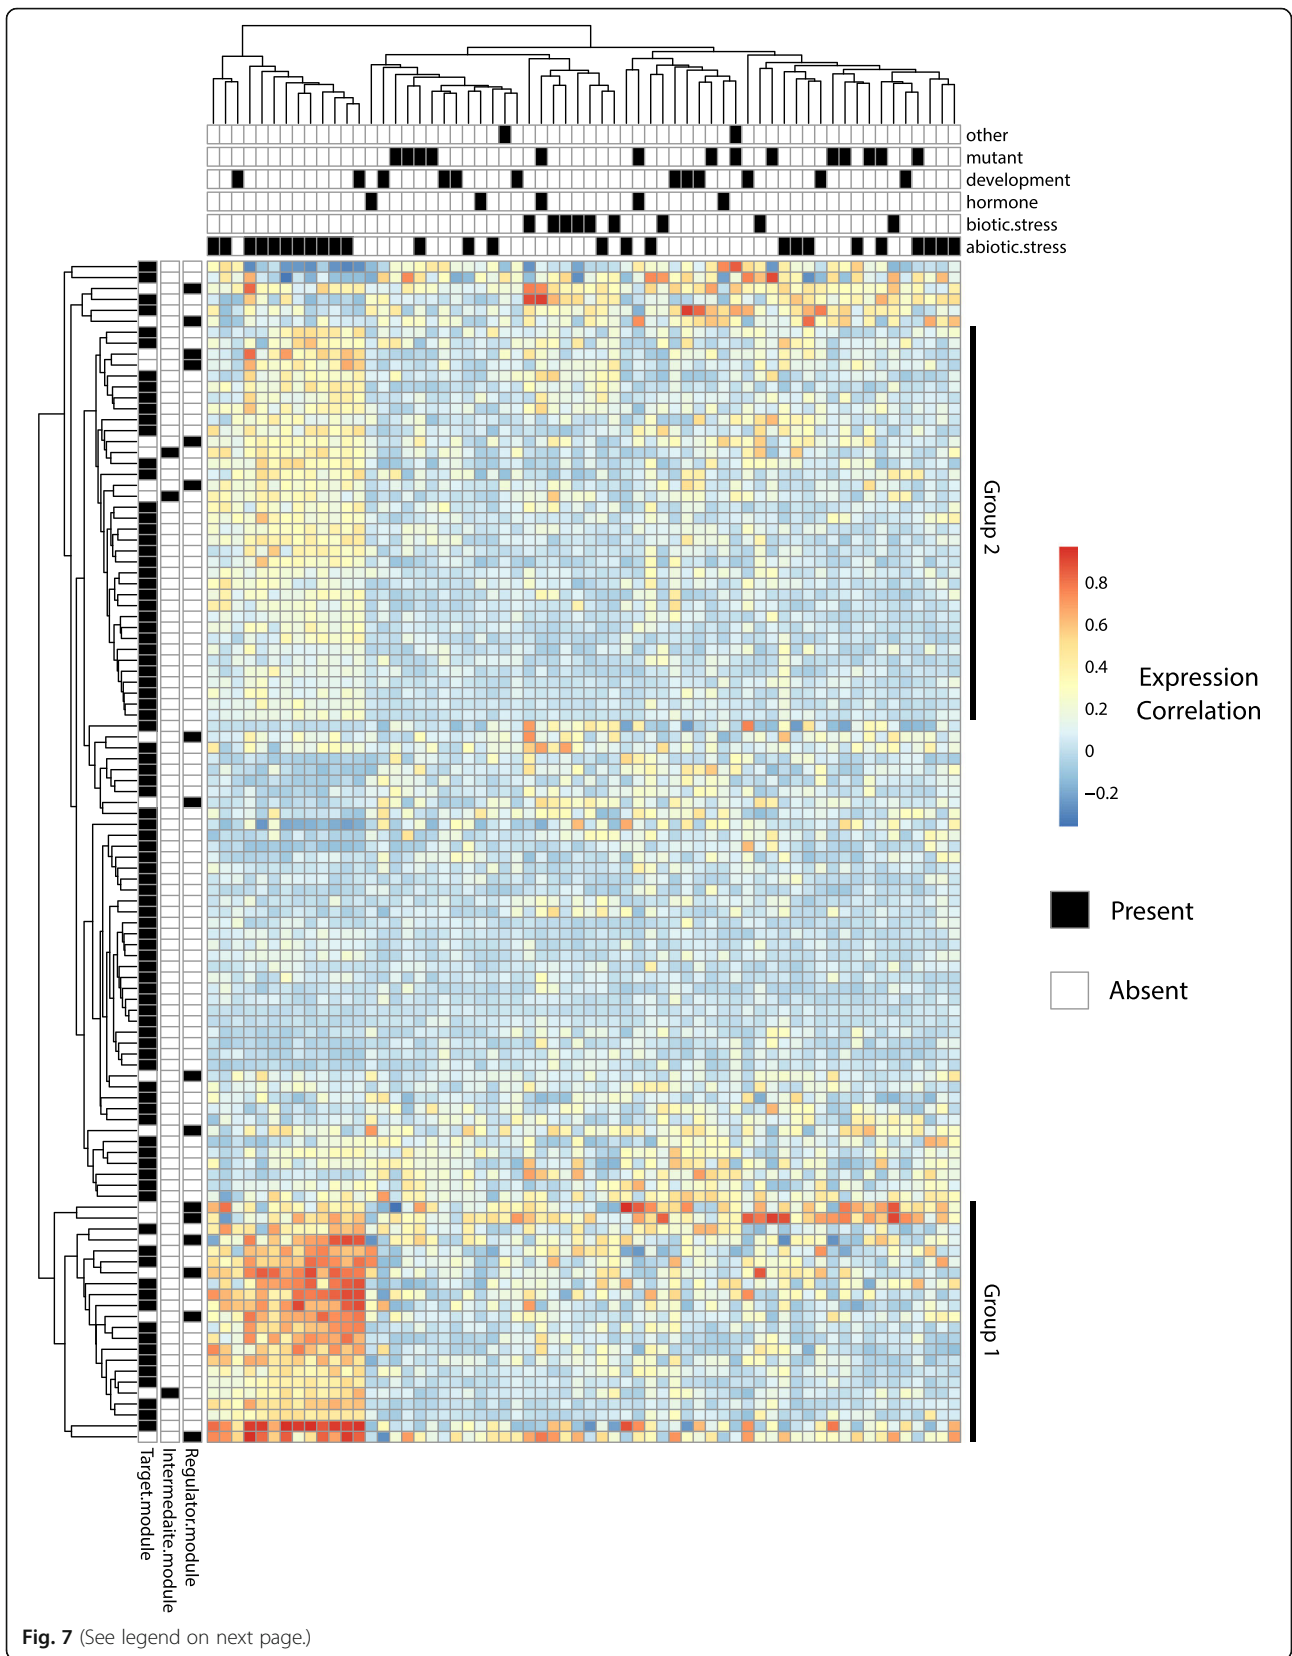 other
mutant
development
hormone
biotic.stress
abiotic.stress
Group 2
0.8
0.6
0.4
0.2
0
−0.2
Expression
Correlation
Present
Absent
Group 1
Target.module
Intermedaite.module
Regulator.module
Fig. 7 (See legend on next page.)